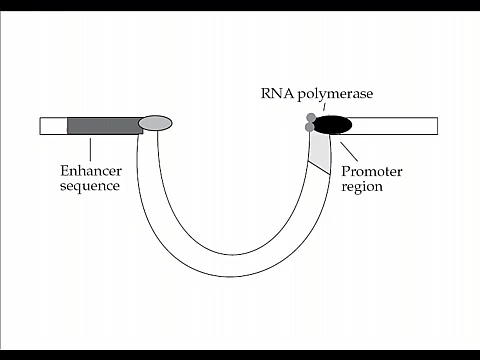 RNA polymerase
Enhancer
sequence
Promoter
region